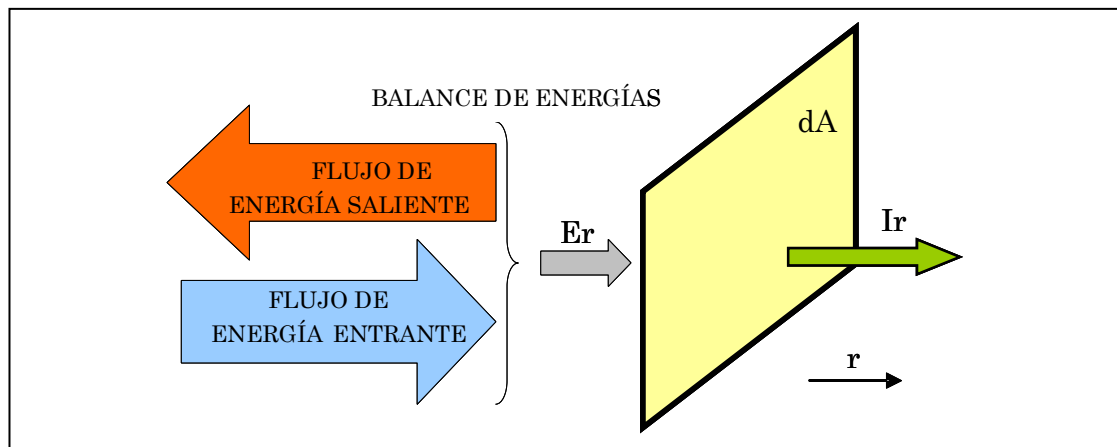 BALANCE DE ENERGÍAS
dA
FLUJO DE
ENERGÍA SALIENTE
Er
Ir
FLUJO DE
ENERGÍA ENTRANTE
r